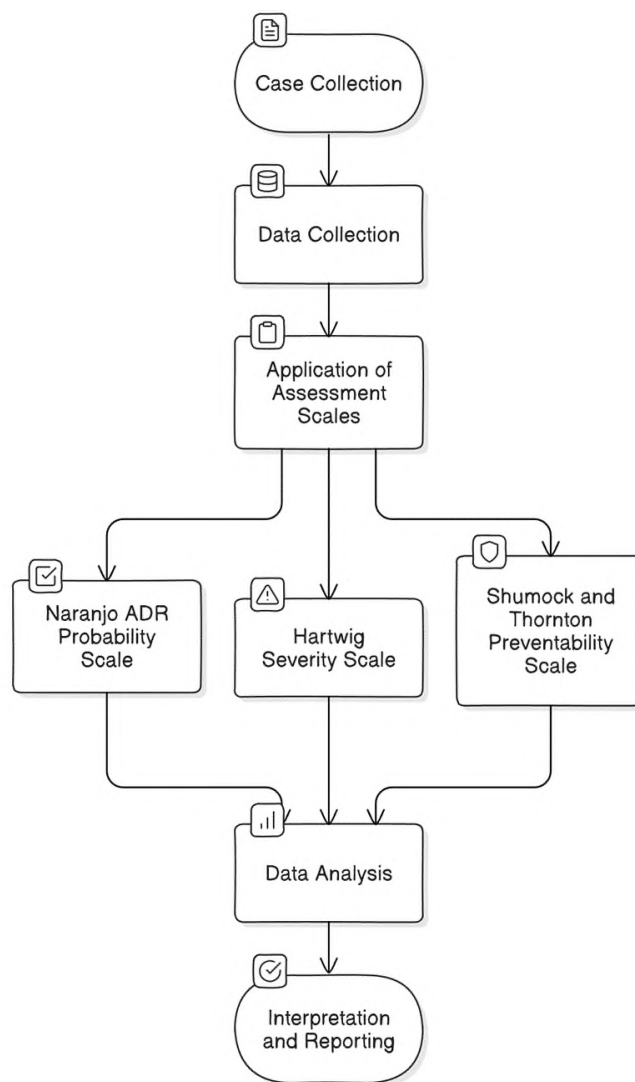 Case Collection
Data Collection
Application of
Assessment
Scales
Naranjo ADR
Probability
Scale
Hartwig
Severity Scale
Shumock and
Thornton
Preventability
Scale
Data Analysis
Interpretation
and Reporting